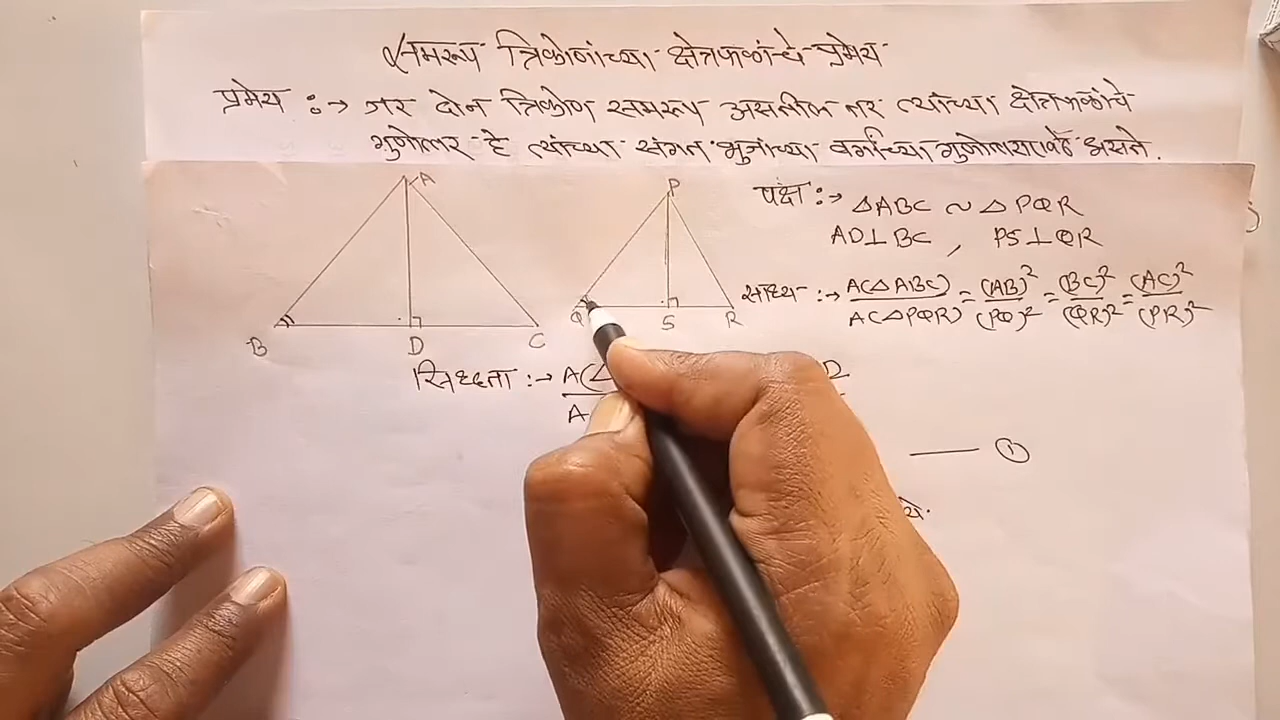 समरूप त्रिकोणांच्या क्षेत्रफळांचे प्रमेय
प्रमेय :→ जर दोन त्रिकोण समरूप असतील तर त्यांच्या क्षेत्रफळांचे
गुणोत्तर हे त्यांच्या संगत भुजांच्या वर्गांच्या गुणोत्तराएवढे असते.
A
B D C
P
Q S R
पक्ष :→ △ABC ~ △PQR
AD⊥BC , PS⊥QR
साध्य :→ A(△ABC)/A(△PQR) = (AB)²/(PQ)² = (BC)²/(QR)² = (AC)²/(PR)²
सिध्दता :→ A(△
A
①